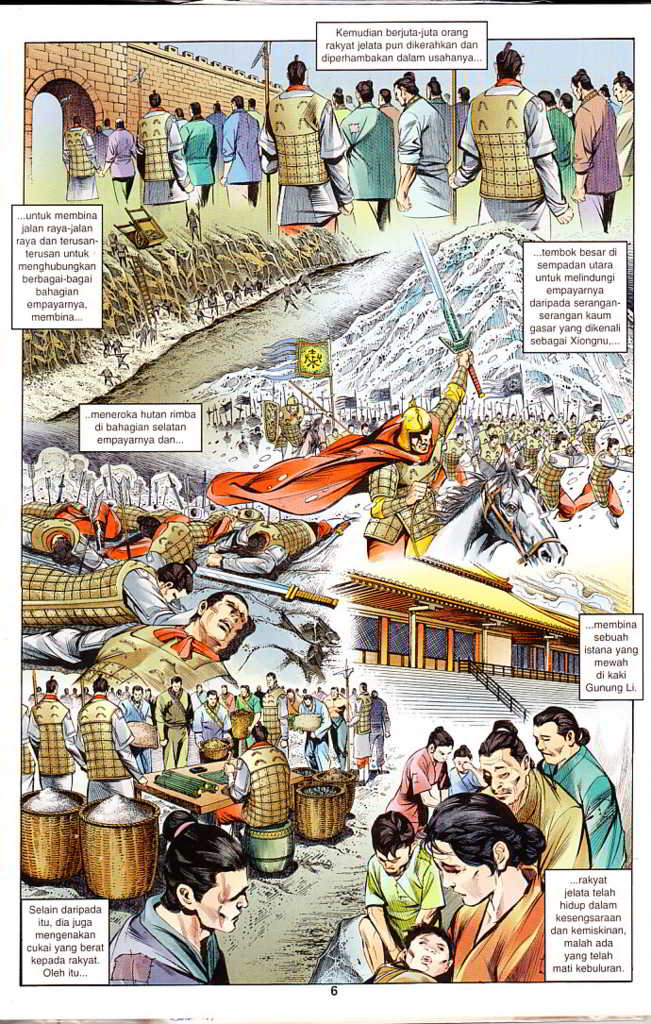 Kemudian berjuta-juta orang
rakyat jelata pun dikerahkan dan
diperhambakan dalam usahanya...
...untuk membina
jalan raya-jalan
raya dan terusan-
terusan untuk
menghubungkan
berbagai-bagai
bahagian
empayarnya,
membina...
...tembok besar di
sempadan utara
untuk melindungi
empayarnya
daripada serangan-
serangan kaum
gasar yang dikenali
sebagai Xiongnu,...
..meneroka hutan rimba
di bahagian selatan
empayarnya dan...
...membina
sebuah
istana yang
mewah
di kaki
Gunung Li.
Selain daripada
itu, dia juga
mengenakan
cukai yang berat
kepada rakyat.
Oleh itu...
...rakyat
jelata telah
hidup dalam
kesengsaraan
dan kemiskinan,
malah ada
yang telah
mati kebuluran.
6